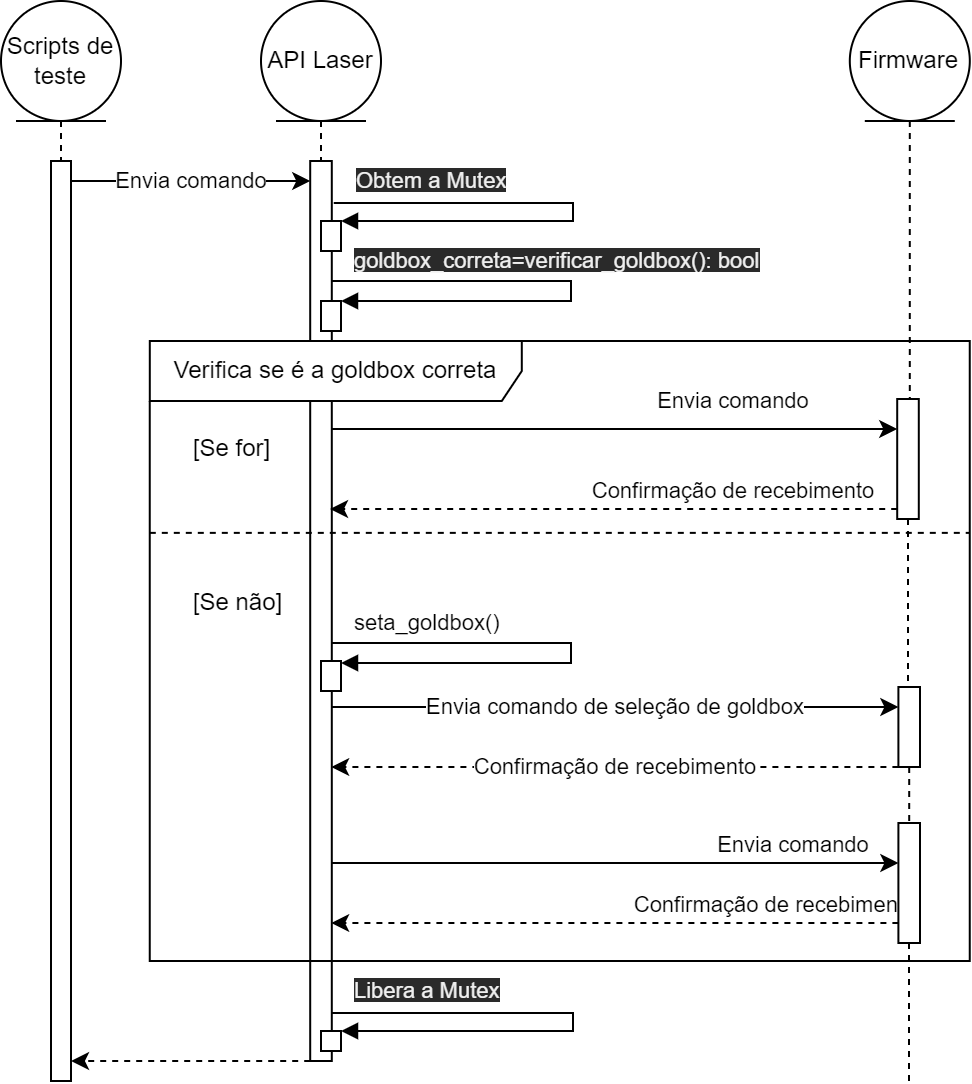 Scripts de
teste
API Laser
Firmware
Envia comando
Obtem a Mutex
goldbox_correta=verificar_goldbox(): bool
Verifica se é a goldbox correta
Envia comando
[Se for]
Confirmação de recebimento
[Se não]
seta_goldbox()
Envia comando de seleção de goldbox
Confirmação de recebimento
Envia comando
Confirmação de recebimen
Libera a Mutex